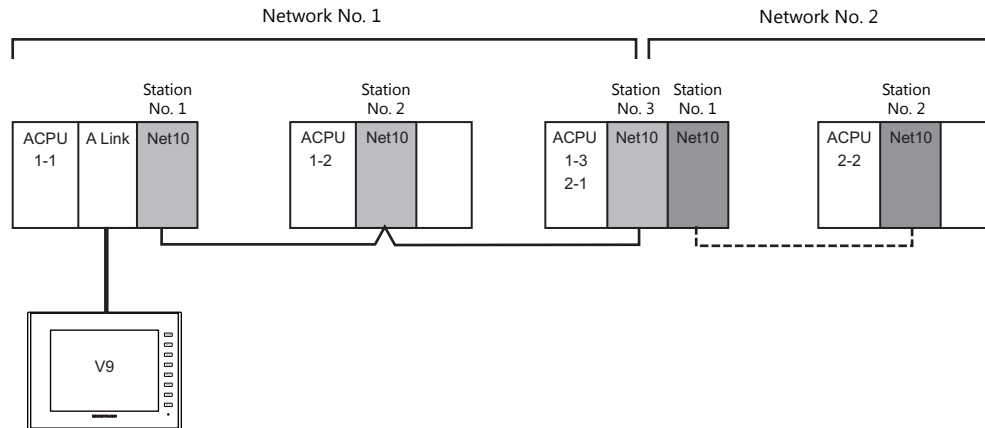 Network No. 1
Network No. 2
Station
No. 1
Station
No. 2
Station
No. 3
Station
No. 1
Station
No. 2
ACPU
1-1
A Link
Net10
ACPU
1-2
Net10
ACPU
1-3
2-1
Net10
Net10
ACPU
2-2
Net10
V9